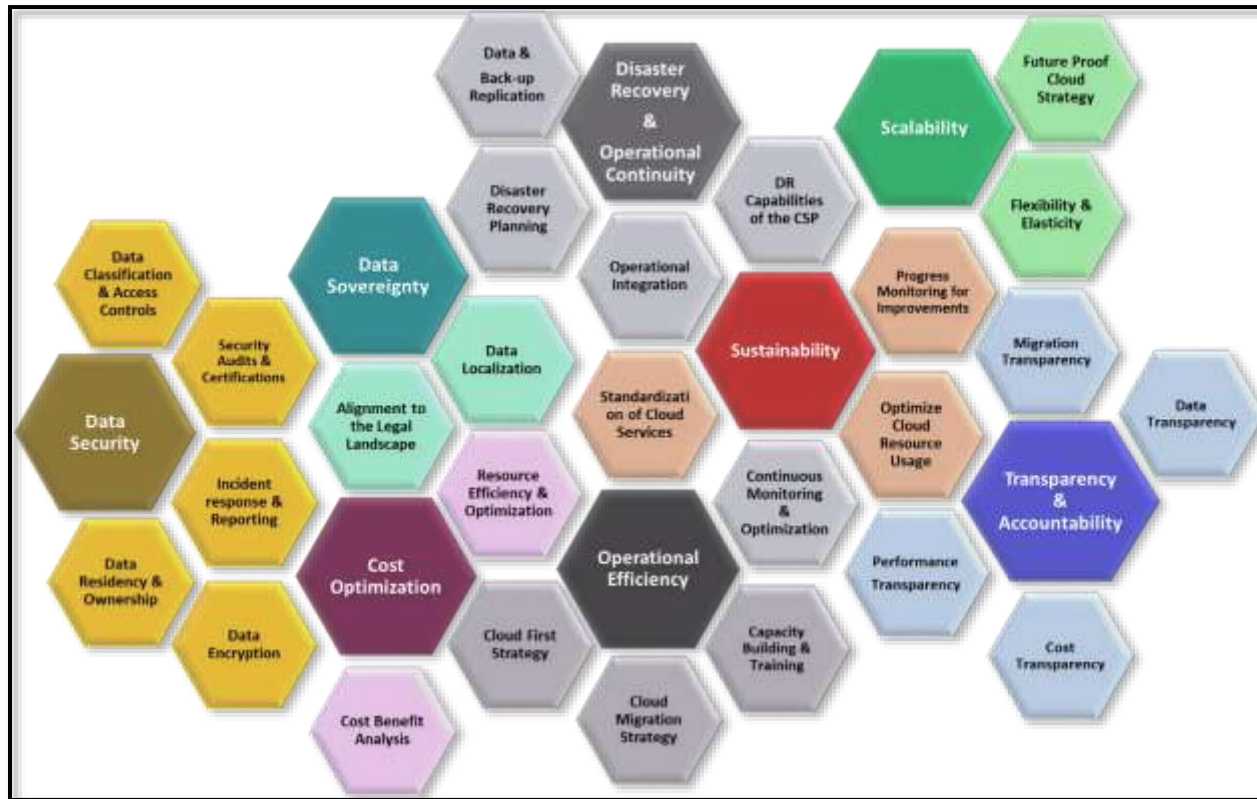 Data &
Back-up
Replication
Disaster
Recovery
&
Operational
Continuity
Scalability
Future Proof
Cloud
Strategy
Disaster
Recovery
Planning
DR
Capabilities
of the CSP
Flexibility &
Elasticity
Data
Classification
& Access
Controls
Data
Sovereignty
Operational
Integration
Progress
Monitoring for
Improvements
Security
Audits &
Certifications
Data
Localization
Sustainability
Migration
Transparency
Data
Security
Alignment to
the Legal
Landscape
Standardizati
on of Cloud
Services
Optimize
Cloud
Resource
Usage
Data
Transparency
Incident
response &
Reporting
Resource
Efficiency &
Optimization
Continuous
Monitoring
&
Optimization
Transparency
&
Accountability
Data
Residency &
Ownership
Cost
Optimization
Operational
Efficiency
Performance
Transparency
Data
Encryption
Cloud First
Strategy
Capacity
Building &
Training
Cost
Transparency
Cost Benefit
Analysis
Cloud
Migration
Strategy